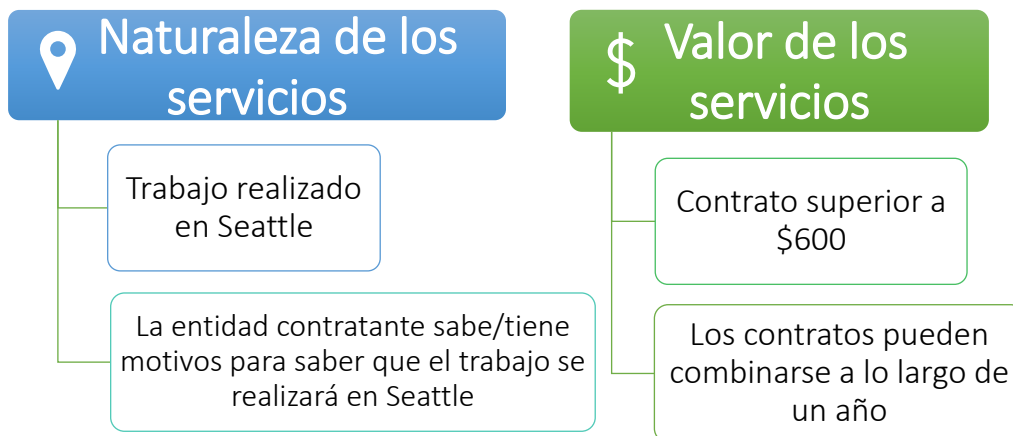 Naturaleza de los
servicios
Trabajo realizado
en Seattle
La entidad contratante sabe/tiene
motivos para saber que el trabajo se
realizará en Seattle
$
Valor de los
servicios
Contrato superior a
$600
Los contratos pueden
combinarse a lo largo de
un año